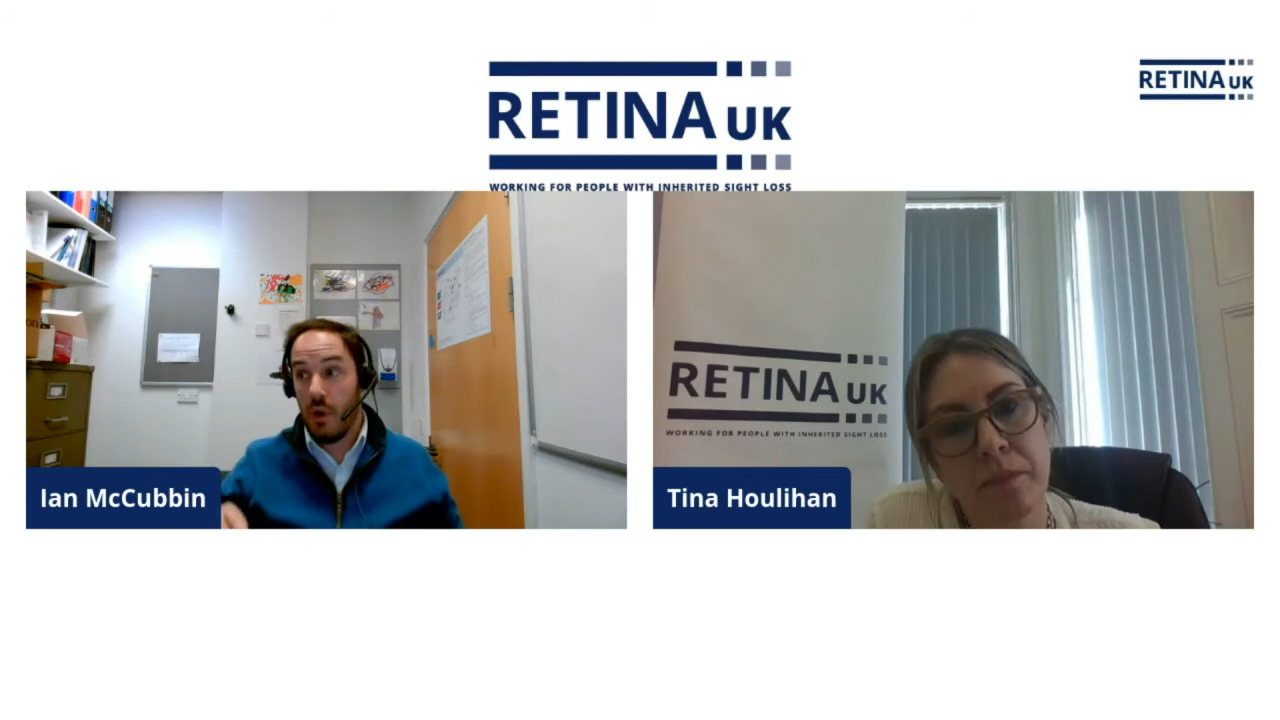 RETINA UK
WORKING FOR PEOPLE WITH INHERITED SIGHT LOSS
RETINA UK
RETINA UK
WORKING FOR PEOPLE WITH INHERITED SIGHT LOSS
Ian McCubbin
Tina Houlihan